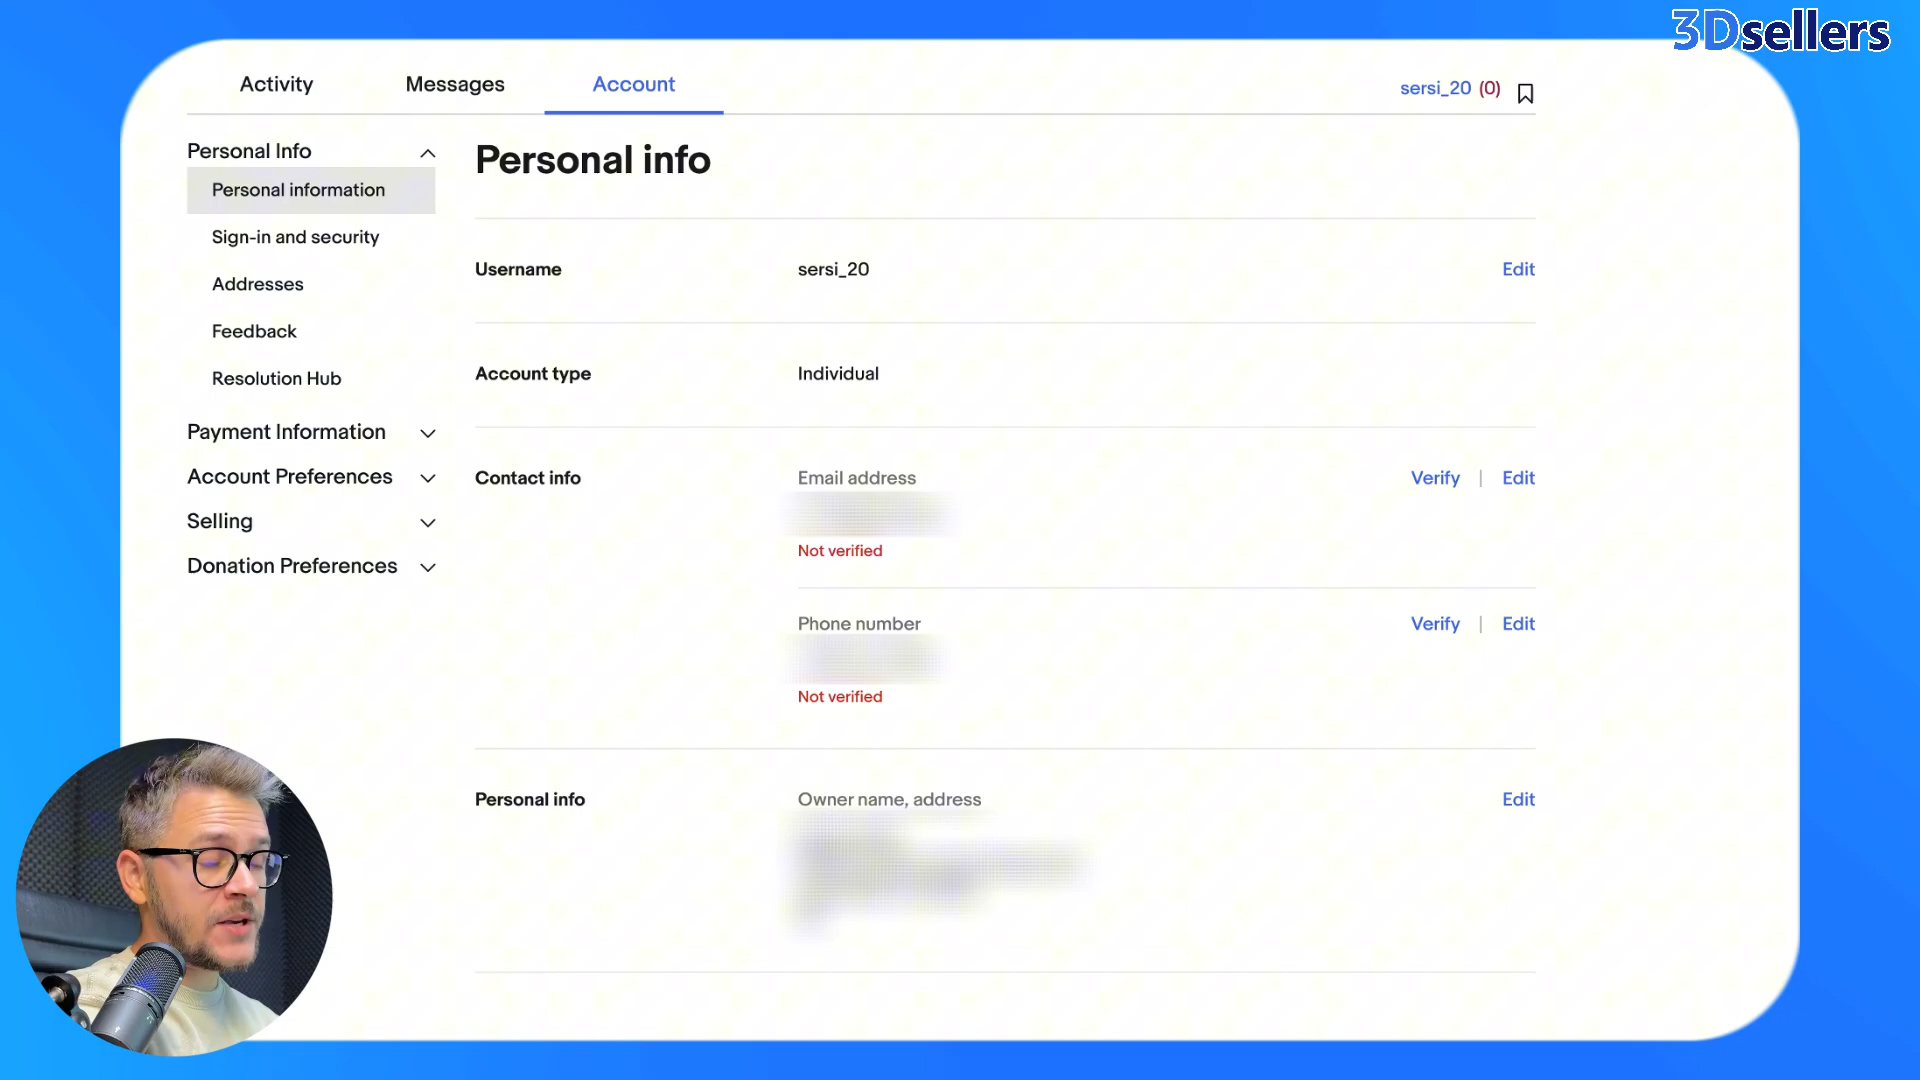 3Dsellers
Activity Messages Account sersi_20 (0)
Personal Info
Personal information
Sign-in and security
Addresses
Feedback
Resolution Hub
Payment Information
Account Preferences
Selling
Donation Preferences
Personal info
Username sersi_20 Edit
Account type Individual
Contact info Email address Verify | Edit
Not verified
Phone number Verify | Edit
Not verified
Personal info Owner name, address Edit